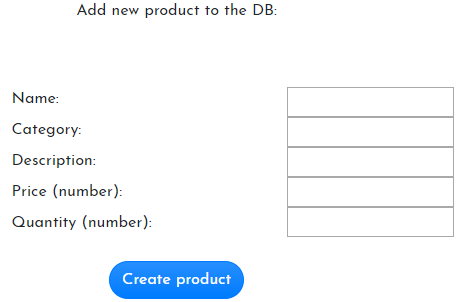 Add new product to the DB:
Name:
Category:
Description:
Price (number):
Quantity (number):
Create product